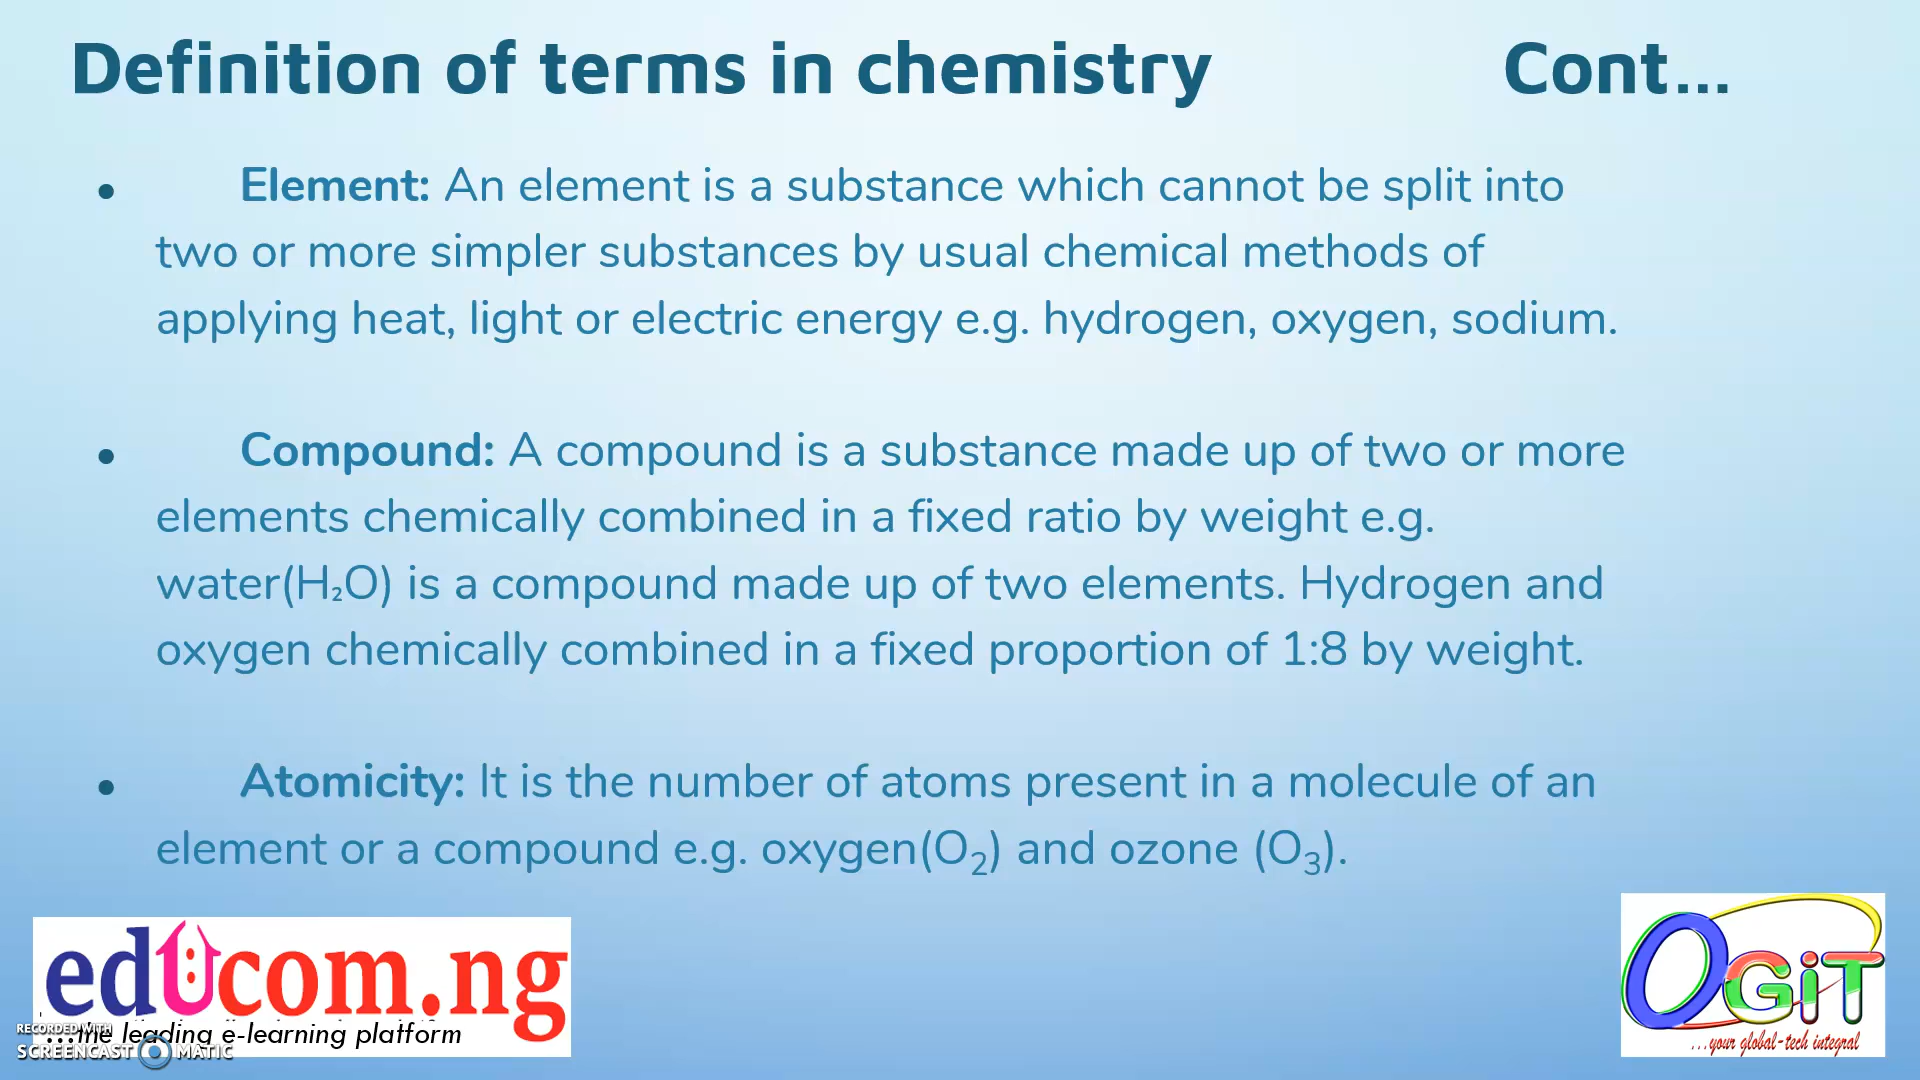 Definition of terms in chemistry Cont...
• Element: An element is a substance which cannot be split into
two or more simpler substances by usual chemical methods of
applying heat, light or electric energy e.g. hydrogen, oxygen, sodium.
• Compound: A compound is a substance made up of two or more
elements chemically combined in a fixed ratio by weight e.g.
water(H₂O) is a compound made up of two elements. Hydrogen and
oxygen chemically combined in a fixed proportion of 1:8 by weight.
• Atomicity: It is the number of atoms present in a molecule of an
element or a compound e.g. oxygen(O₂) and ozone (O₃).
edUcom.ng
...the leading e-learning platform
RECORDED WITH
SCREENCAST MATIC
OGiT
...your global-tech integral